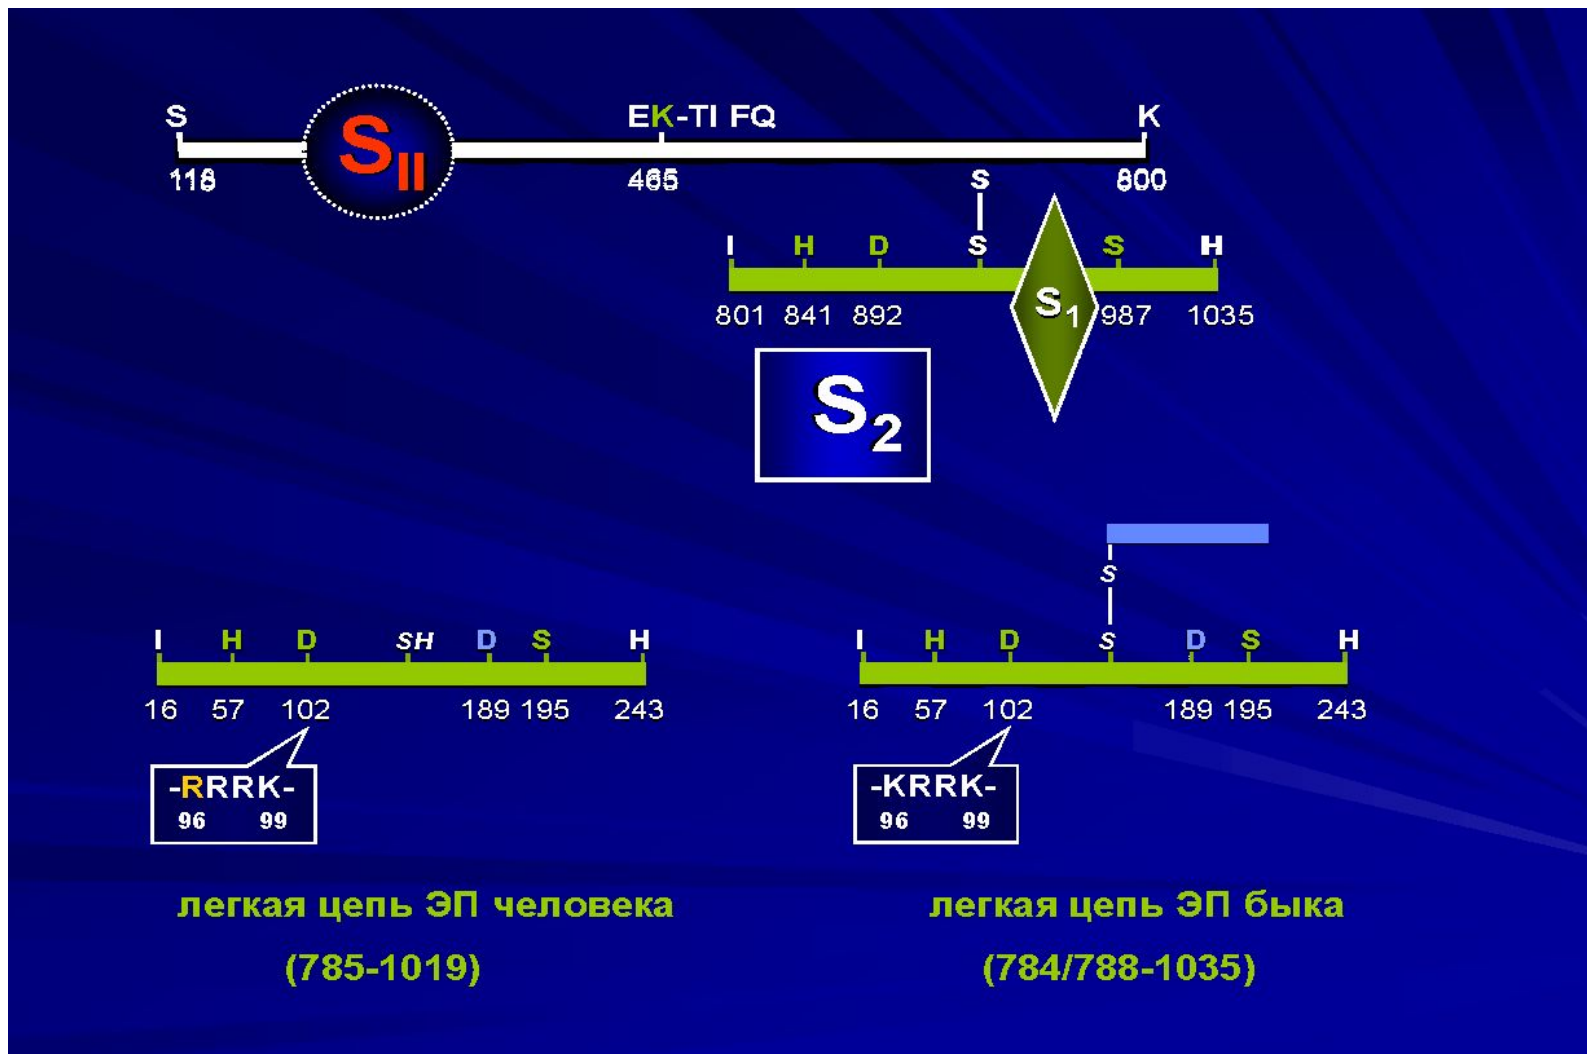 S EK-TI FQ K
SII
118 465 800
S
I H D S S H
S1
801 841 892 987 1035
S2
S
I H D SH D S H
I H D S D S H
16 57 102 189 195 243
16 57 102 189 195 243
-RRRK-
96 99
-KRRK-
96 99
легкая цепь ЭП человека
(785-1019)
легкая цепь ЭП быка
(784/788-1035)